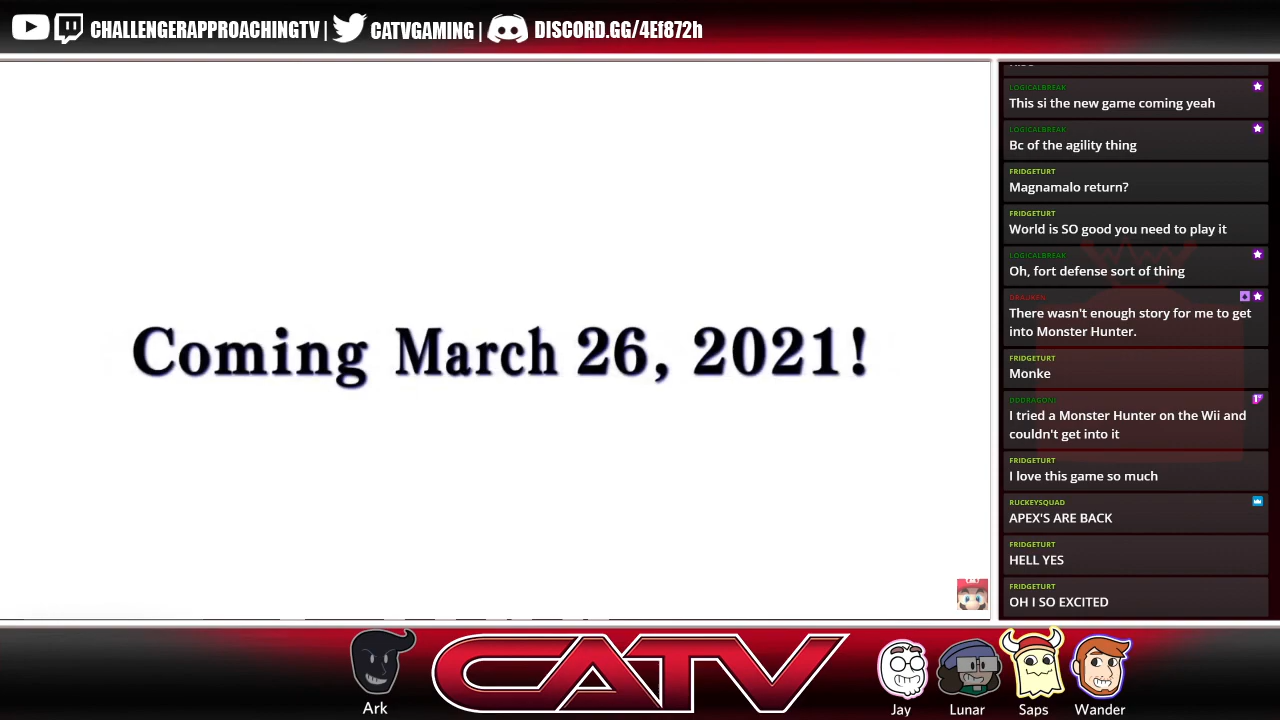 CHALLENGERAPPROACHINGTV | CATVGAMING | DISCORD.GG/4Ef872h
Coming March 26, 2021!
LOGICALBREAK
This si the new game coming yeah
LOGICALBREAK
Bc of the agility thing
FRIDGETURT
Magnamalo return?
FRIDGETURT
World is SO good you need to play it
LOGICALBREAK
Oh, fort defense sort of thing
There wasn't enough story for me to get
into Monster Hunter.
FRIDGETURT
Monke
I tried a Monster Hunter on the Wii and
couldn't get into it
FRIDGETURT
I love this game so much
RUCKEYSQUAD
APEX'S ARE BACK
FRIDGETURT
HELL YES
FRIDGETURT
OH I SO EXCITED
CATV
Ark
Jay
Lunar
Saps
Wander